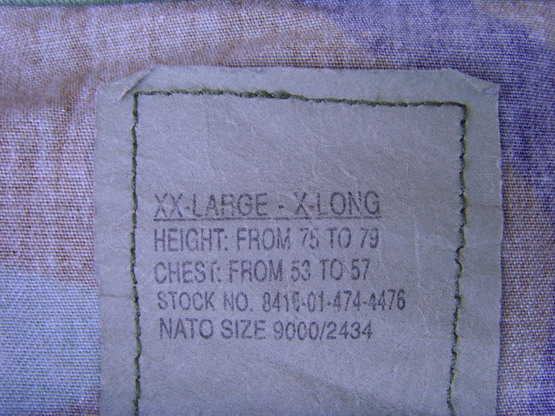 XX-LARGE - X-LONG
HEIGHT: FROM 75 TO 79
CHEST: FROM 53 TO 57
STOCK NO. 8415-01-474-4476
NATO SIZE 9000/2434